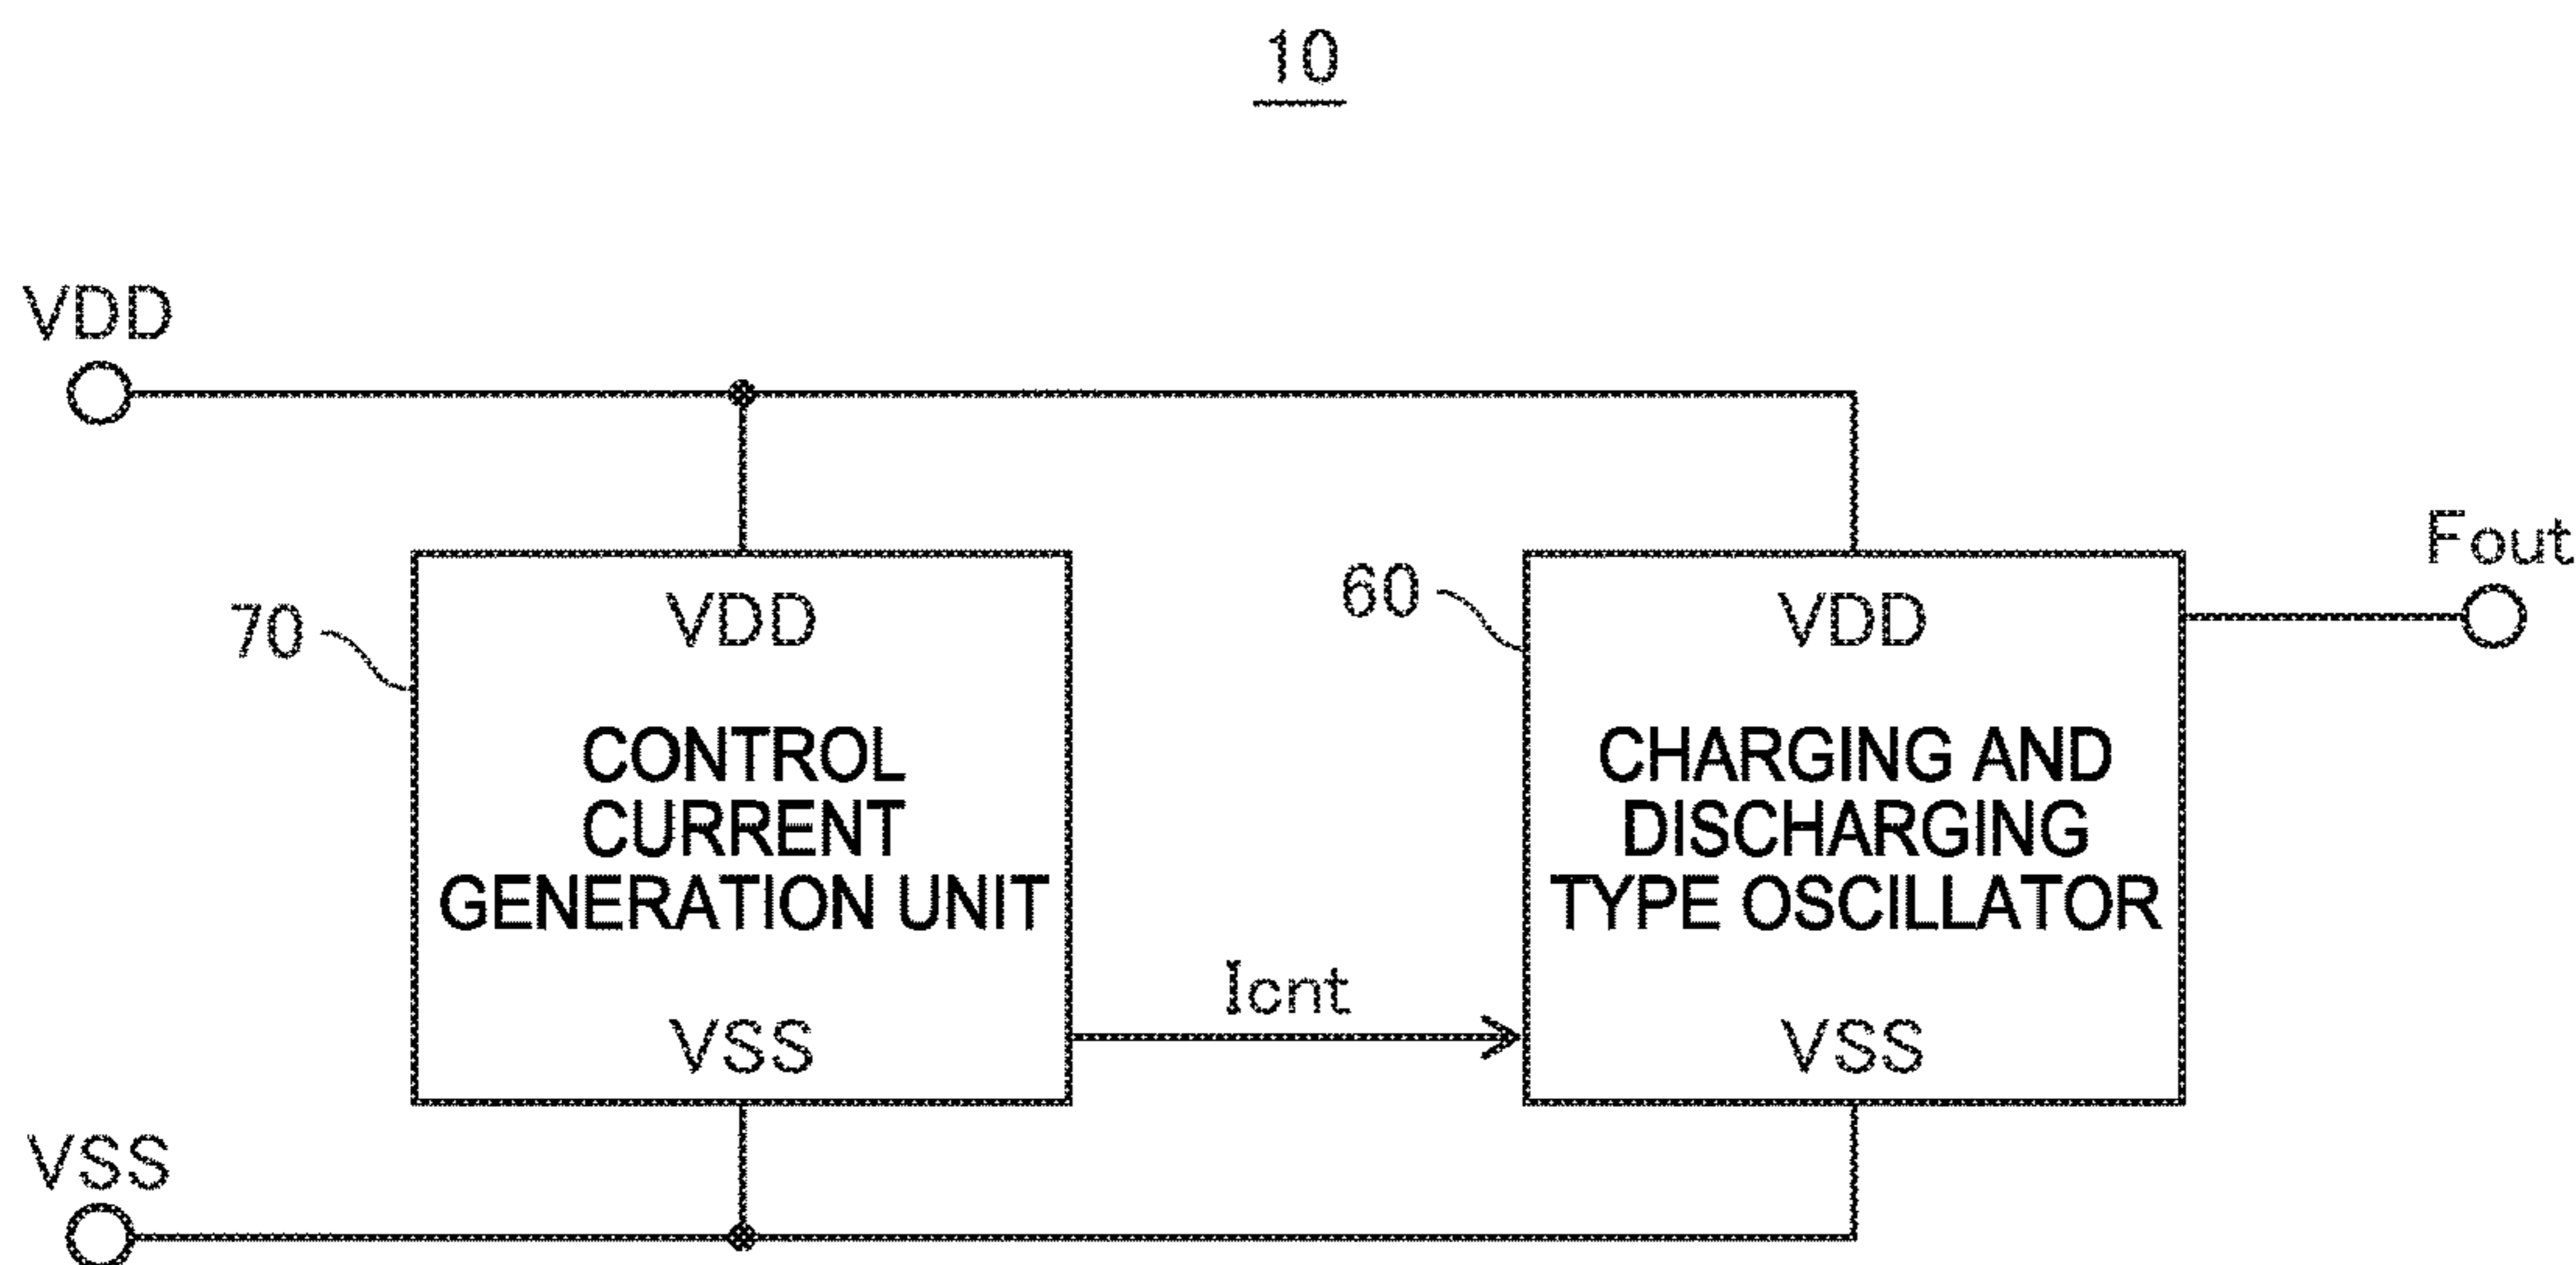 10
VDD
Fout
70
VDD
CONTROL
CURRENT
GENERATION UNIT
VSS
Icnt
60
VDD
CHARGING AND
DISCHARGING
TYPE OSCILLATOR
VSS
VSS